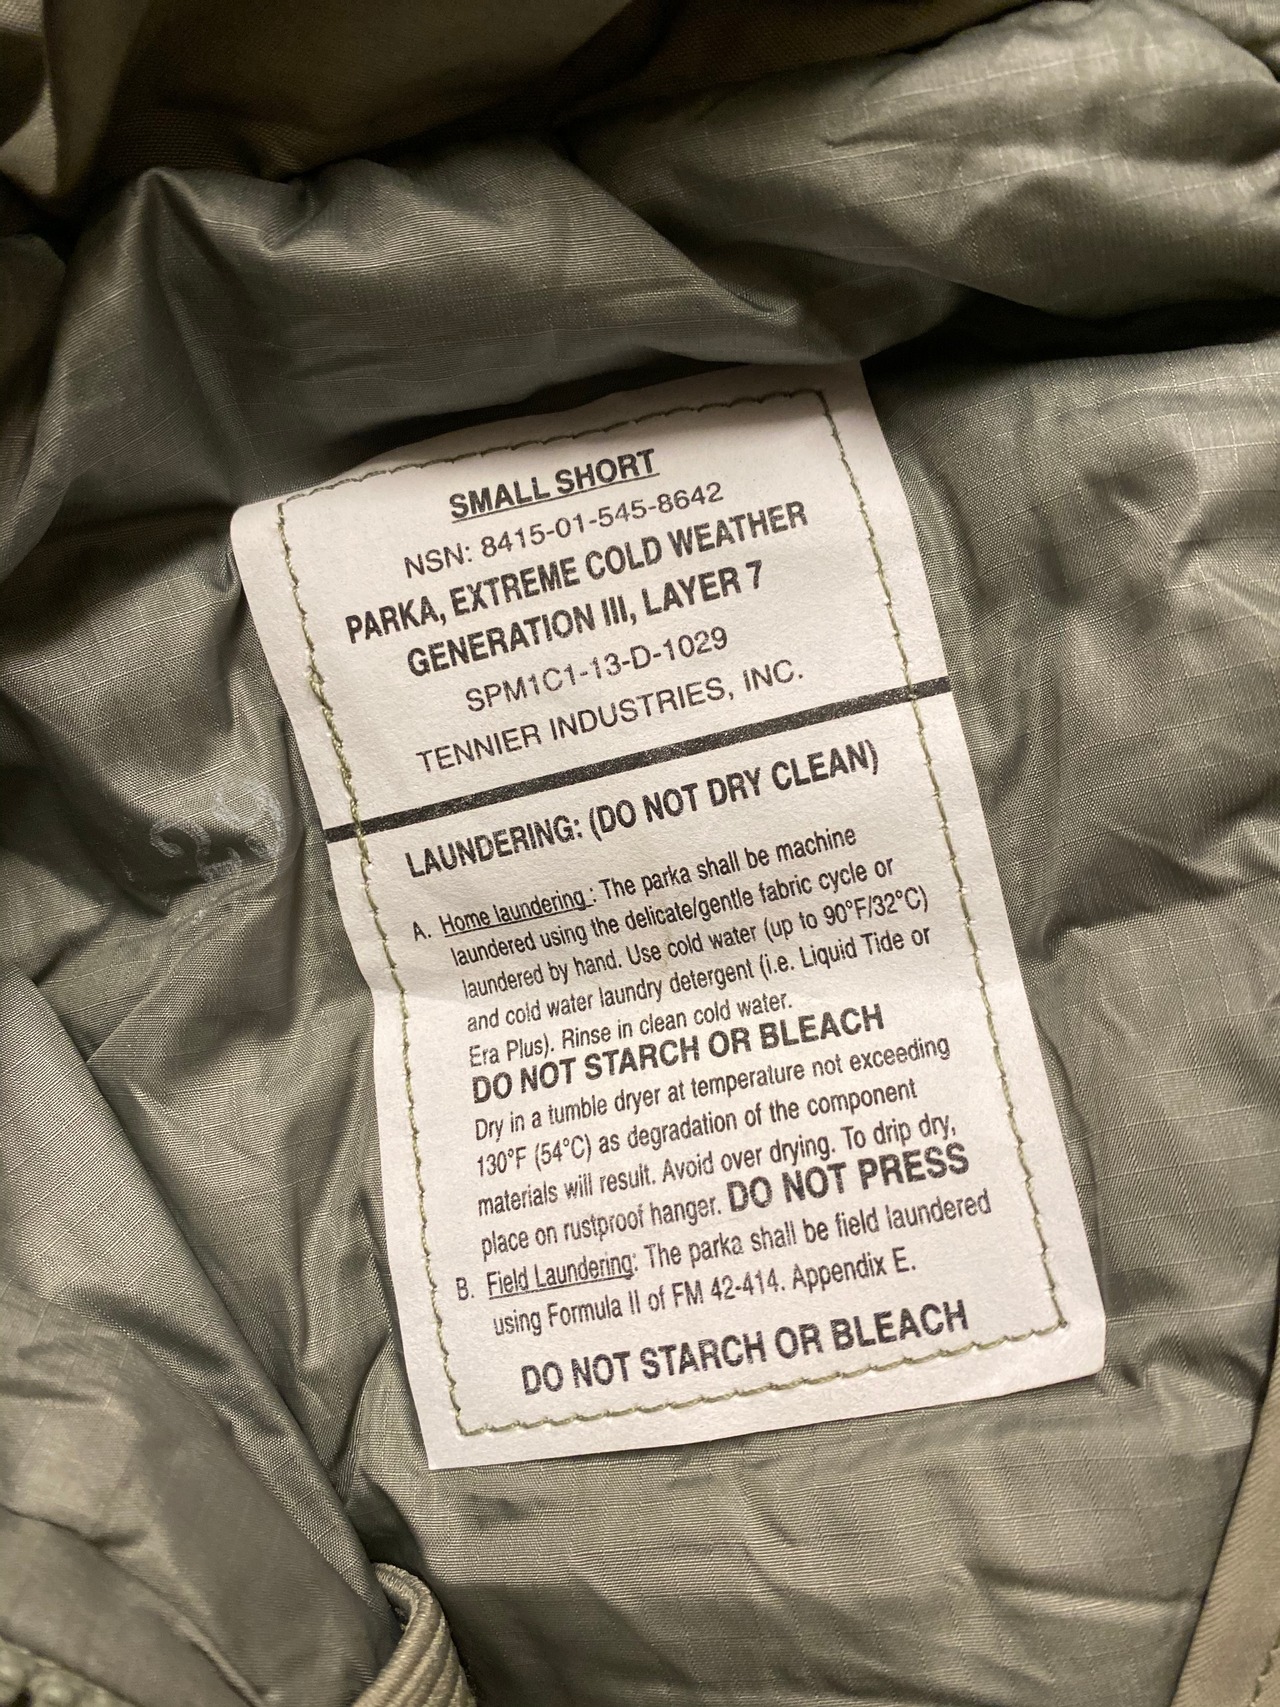 SMALL SHORT
NSN: 8415-01-545-8642
PARKA, EXTREME COLD WEATHER
GENERATION III, LAYER 7
SPM1C1-13-D-1029
TENNIER INDUSTRIES, INC.
LAUNDERING: (DO NOT DRY CLEAN)
A. Home laundering : The parka shall be machine
laundered using the delicate/gentle fabric cycle or
laundered by hand. Use cold water (up to 90°F/32°C)
and cold water laundry detergent (i.e. Liquid Tide or
Era Plus). Rinse in clean cold water.
DO NOT STARCH OR BLEACH
Dry in a tumble dryer at temperature not exceeding
130°F (54°C) as degradation of the component
materials will result. Avoid over drying. To drip dry,
place on rustproof hanger. DO NOT PRESS
B. Field Laundering: The parka shall be field laundered
using Formula II of FM 42-414. Appendix E.
DO NOT STARCH OR BLEACH